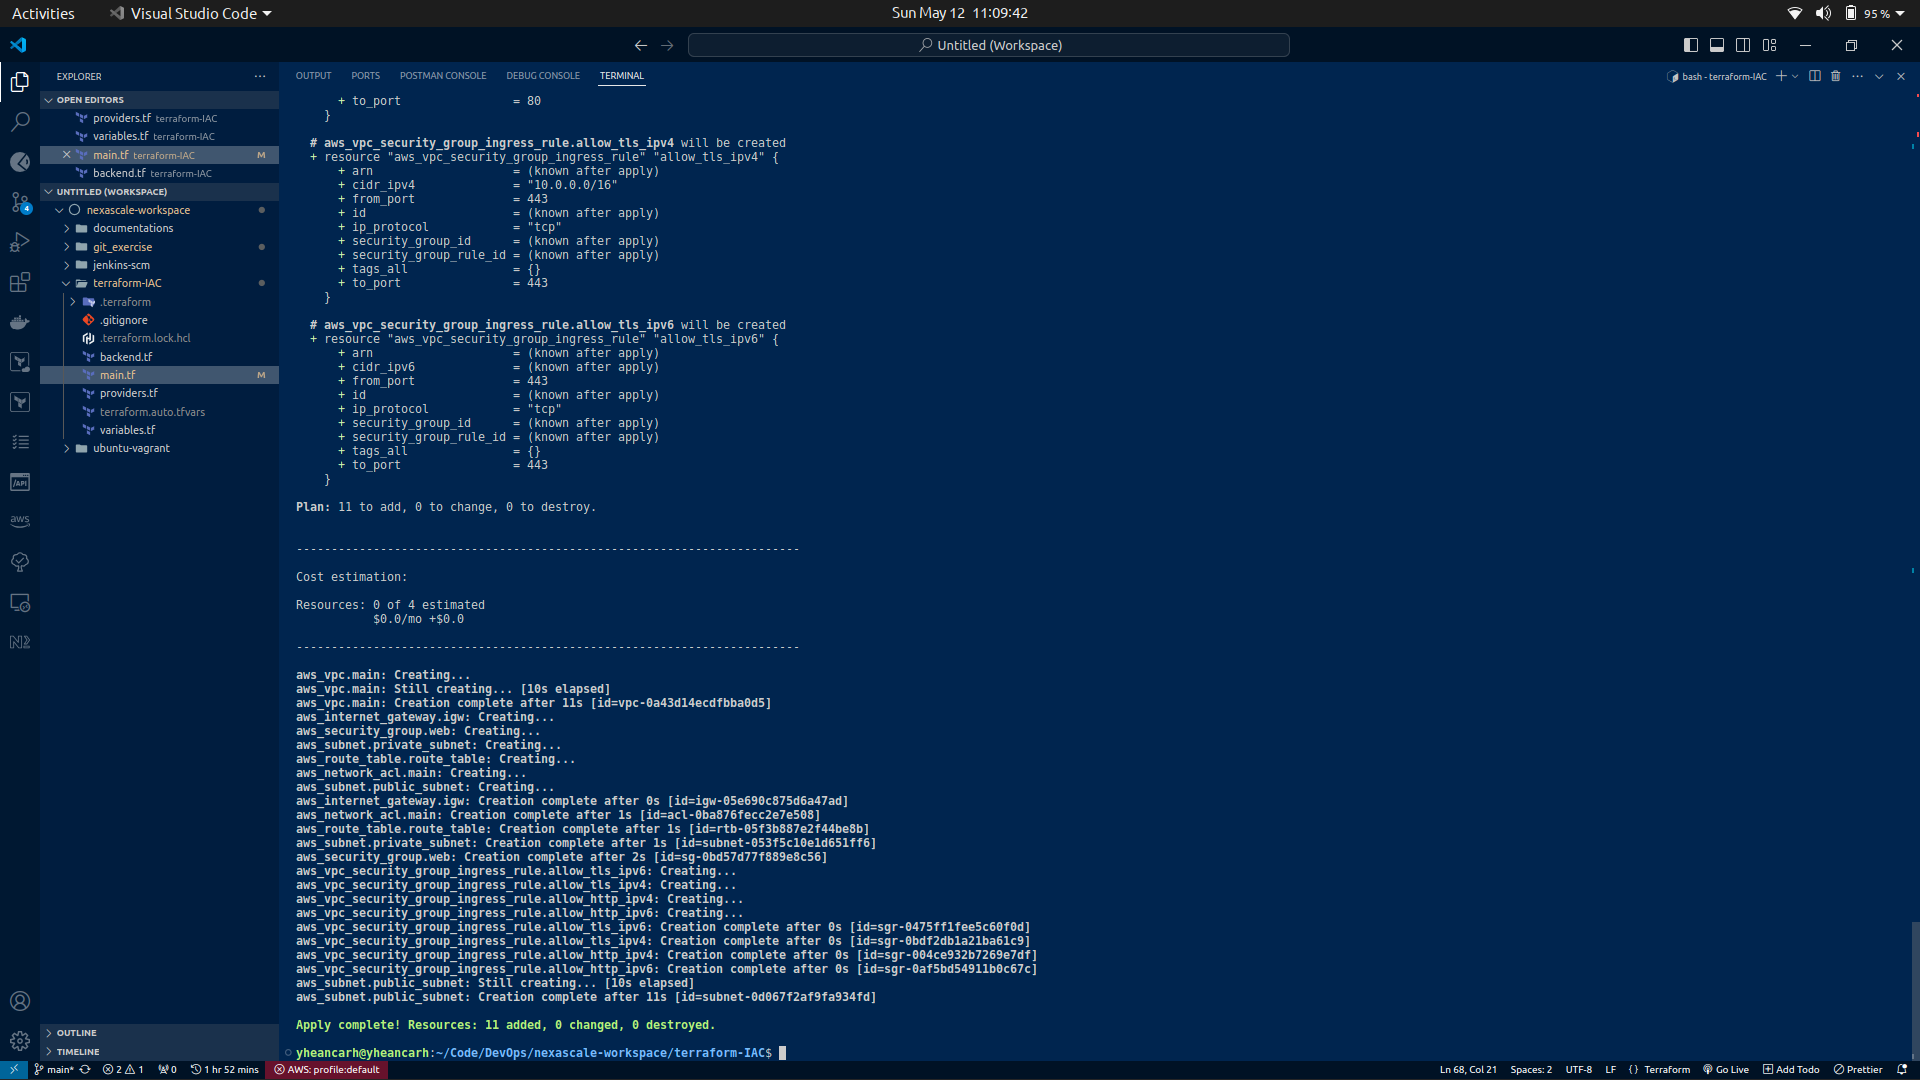 Activities
Visual Studio Code
Sun May 12 11:09:42
95 %
Untitled (Workspace)
EXPLORER
OPEN EDITORS
providers.tf terraform-IAC
variables.tf terraform-IAC
main.tf terraform-IAC M
backend.tf terraform-IAC
UNTITLED (WORKSPACE)
nexascale-workspace
documentations
git_exercise
jenkins-scm
terraform-IAC
.terraform
.gitignore
.terraform.lock.hcl
backend.tf
main.tf M
providers.tf
terraform.auto.tfvars
variables.tf
ubuntu-vagrant
OUTLINE
TIMELINE
4
/API
aws
OUTPUT PORTS POSTMAN CONSOLE DEBUG CONSOLE TERMINAL
bash - terraform-IAC
+ to_port = 80
}
# aws_vpc_security_group_ingress_rule.allow_tls_ipv4 will be created
+ resource "aws_vpc_security_group_ingress_rule" "allow_tls_ipv4" {
+ arn = (known after apply)
+ cidr_ipv4 = "10.0.0.0/16"
+ from_port = 443
+ id = (known after apply)
+ ip_protocol = "tcp"
+ security_group_id = (known after apply)
+ security_group_rule_id = (known after apply)
+ tags_all = {}
+ to_port = 443
}
# aws_vpc_security_group_ingress_rule.allow_tls_ipv6 will be created
+ resource "aws_vpc_security_group_ingress_rule" "allow_tls_ipv6" {
+ arn = (known after apply)
+ cidr_ipv6 = (known after apply)
+ from_port = 443
+ id = (known after apply)
+ ip_protocol = "tcp"
+ security_group_id = (known after apply)
+ security_group_rule_id = (known after apply)
+ tags_all = {}
+ to_port = 443
}
Plan: 11 to add, 0 to change, 0 to destroy.
------------------------------------------------------------------------
Cost estimation:
Resources: 0 of 4 estimated
$0.0/mo +$0.0
------------------------------------------------------------------------
aws_vpc.main: Creating...
aws_vpc.main: Still creating... [10s elapsed]
aws_vpc.main: Creation complete after 11s [id=vpc-0a43d14ecdfbba0d5]
aws_internet_gateway.igw: Creating...
aws_security_group.web: Creating...
aws_subnet.private_subnet: Creating...
aws_route_table.route_table: Creating...
aws_network_acl.main: Creating...
aws_subnet.public_subnet: Creating...
aws_internet_gateway.igw: Creation complete after 0s [id=igw-05e690c875d6a47ad]
aws_network_acl.main: Creation complete after 1s [id=acl-0ba876fecc2e7e508]
aws_route_table.route_table: Creation complete after 1s [id=rtb-05f3b887e2f44be8b]
aws_subnet.private_subnet: Creation complete after 1s [id=subnet-053f5c10e1d651ff6]
aws_security_group.web: Creation complete after 2s [id=sg-0bd57d77f889e8c56]
aws_vpc_security_group_ingress_rule.allow_tls_ipv6: Creating...
aws_vpc_security_group_ingress_rule.allow_tls_ipv4: Creating...
aws_vpc_security_group_ingress_rule.allow_http_ipv4: Creating...
aws_vpc_security_group_ingress_rule.allow_http_ipv6: Creating...
aws_vpc_security_group_ingress_rule.allow_tls_ipv6: Creation complete after 0s [id=sgr-0475ff1fee5c60f0d]
aws_vpc_security_group_ingress_rule.allow_tls_ipv4: Creation complete after 0s [id=sgr-0bdf2db1a21ba61c9]
aws_vpc_security_group_ingress_rule.allow_http_ipv4: Creation complete after 0s [id=sgr-004ce932b7269e7df]
aws_vpc_security_group_ingress_rule.allow_http_ipv6: Creation complete after 0s [id=sgr-0af5bd54911b0c67c]
aws_subnet.public_subnet: Still creating... [10s elapsed]
aws_subnet.public_subnet: Creation complete after 11s [id=subnet-0d067f2af9fa934fd]
Apply complete! Resources: 11 added, 0 changed, 0 destroyed.
yheancarh@yheancarh:~/Code/DevOps/nexascale-workspace/terraform-IAC$
main* 2 1 0 1 hr 52 mins AWS: profile:default
Ln 68, Col 21 Spaces: 2 UTF-8 LF {} Terraform Go Live Add Todo Prettier